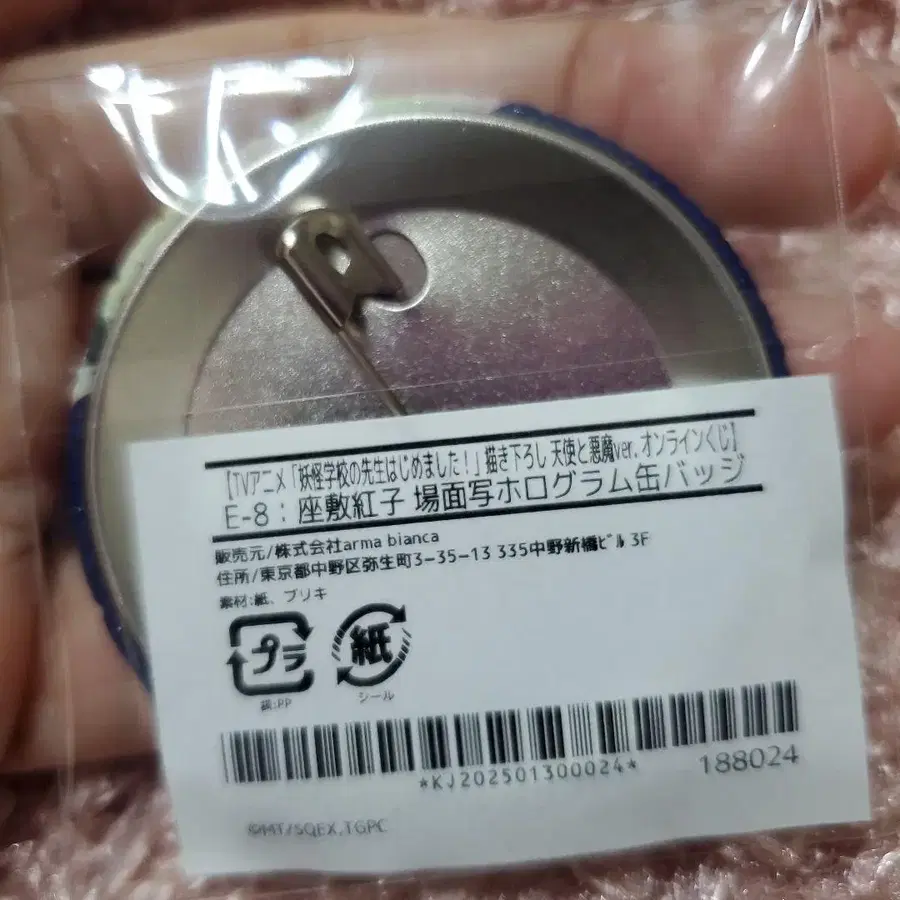 【TVアニメ「妖怪学校の先生はじめました!」描き下ろし 天使と悪魔ver. オンラインくじ】
E-8:座敷紅子 場面写ホログラム缶バッジ
販売元/株式会社arma bianca
住所/東京都中野区弥生町3-35-13 335中野新橋ビル 3F
素材:紙、ブリキ
プラ
紙
袋:PP
シール
*KJ202501300024*
188024
©MT/SQEX,TGPC